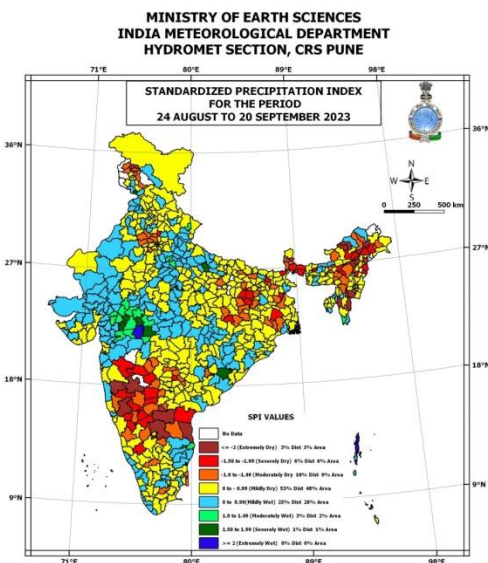 MINISTRY OF EARTH SCIENCES
INDIA METEOROLOGICAL DEPARTMENT
HYDROMET SECTION, CRS PUNE
71°E 80°E 89°E 98°E
STANDARDIZED PRECIPITATION INDEX
FOR THE PERIOD
24 AUGUST TO 20 SEPTEMBER 2023
36°N 36°N
N
W E
S
0 250 500 km
27°N 27°N
18°N 18°N
SPI VALUES
No Data
<= -2 (Extremely Dry) 3% Dist 3% Area
-1.50 to -1.99 (Severely Dry) 6% Dist 6% Area
-1.0 to -1.49 (Moderately Dry) 10% Dist 9% Area
0 to - 0.99 (Mildly Dry) 53% Dist 48% Area
0 to 0.99(Mildly Wet) 25% Dist 28% Area
1.0 to 1.49 (Moderately Wet) 3% Dist 2% Area
1.50 to 1.99 (Severely Wet) 1% Dist 1% Area
>= 2 (Extremely Wet) 0% Dist 0% Area
9°N 9°N
71°E 80°E 89°E 98°E